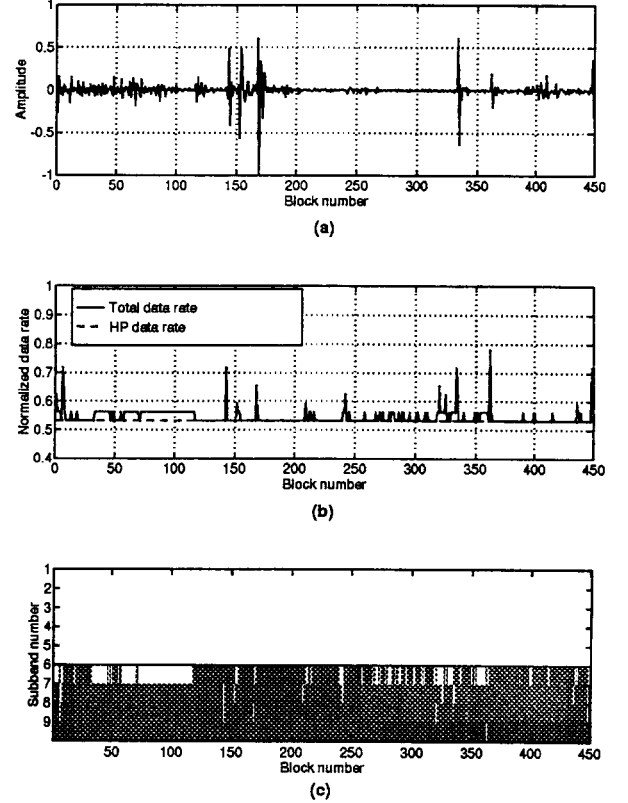 1
0.5
0
-0.5
-1
Amplitude
0 50 100 150 200 250 300 350 400 450
Block number
(a)
1
0.9
0.8
0.7
0.6
0.5
0.4
Normalized data rate
Total data rate
HP data rate
0 50 100 150 200 250 300 350 400 450
Block number
(b)
1
2
3
4
5
6
7
8
9
Subband number
50 100 150 200 250 300 350 400 450
Block number
(c)